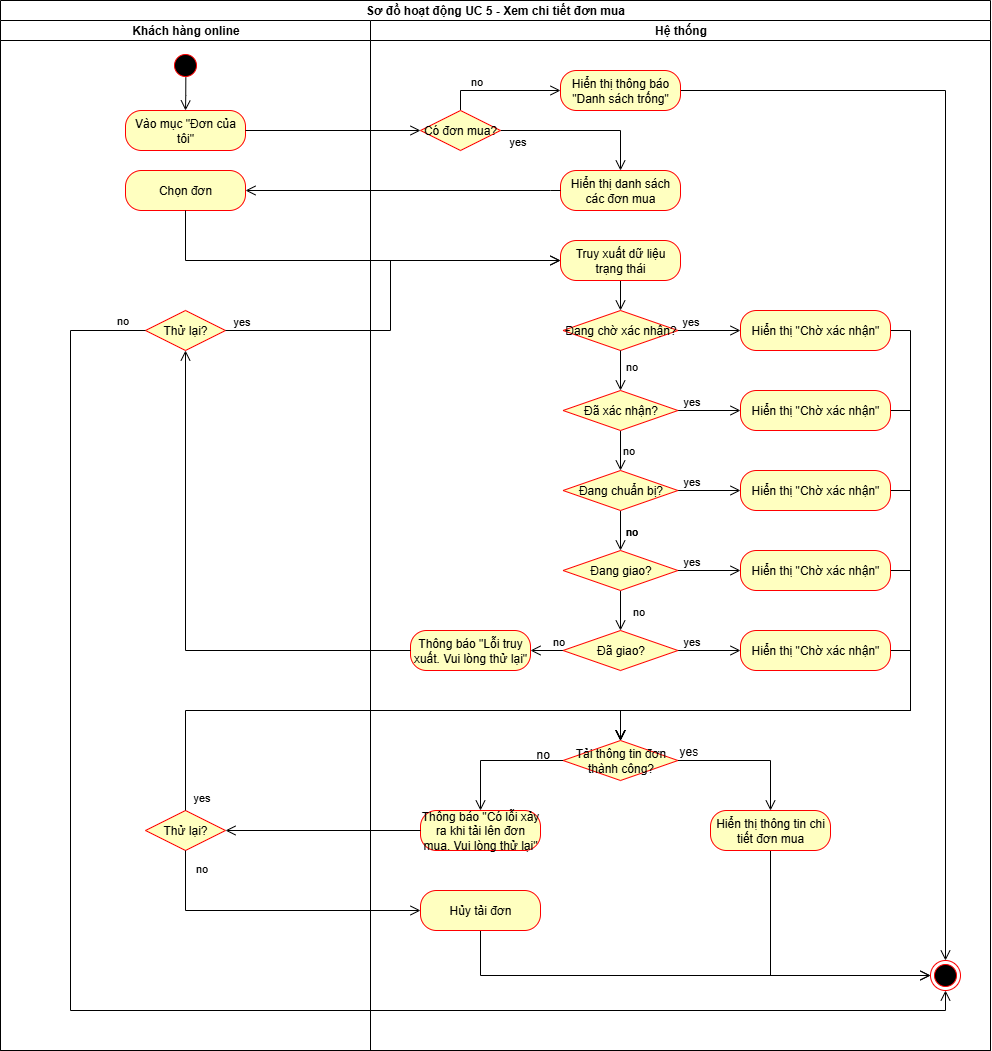 Sơ đồ hoạt động UC 5 - Xem chi tiết đơn mua
Khách hàng online
Hệ thống
no
Hiển thị thông báo
"Danh sách trống"
Vào mục "Đơn của
tôi"
Có đơn mua?
yes
Chọn đơn
Hiển thị danh sách
các đơn mua
Truy xuất dữ liệu
trạng thái
no
Thử lại?
yes
Đang chờ xác nhận?
yes
Hiển thị "Chờ xác nhận"
no
Đã xác nhận?
yes
Hiển thị "Chờ xác nhận"
no
Đang chuẩn bị?
yes
Hiển thị "Chờ xác nhận"
no
Đang giao?
yes
Hiển thị "Chờ xác nhận"
no
Thông báo "Lỗi truy
xuất. Vui lòng thử lại"
no
Đã giao?
yes
Hiển thị "Chờ xác nhận"
no
Tải thông tin đơn
thành công?
yes
yes
Thử lại?
Thông báo "Có lỗi xảy
ra khi tải lên đơn
mua. Vui lòng thử lại"
Hiển thị thông tin chi
tiết đơn mua
no
Hủy tải đơn